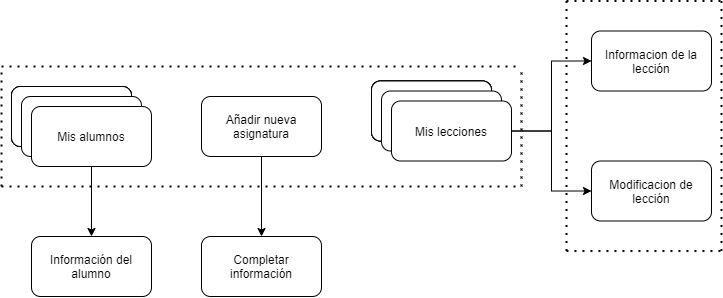 Mis alumnos
Añadir nueva
asignatura
Mis lecciones
Informacion de la
lección
Modificacion de
lección
Información del
alumno
Completar
información